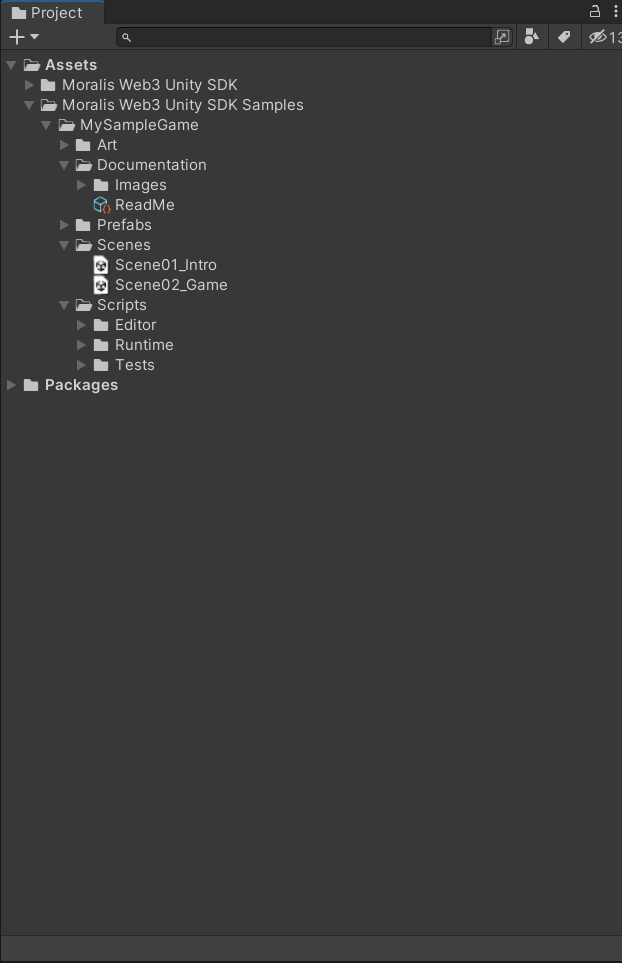 Project
13
Assets
Moralis Web3 Unity SDK
Moralis Web3 Unity SDK Samples
MySampleGame
Art
Documentation
Images
ReadMe
Prefabs
Scenes
Scene01_Intro
Scene02_Game
Scripts
Editor
Runtime
Tests
Packages